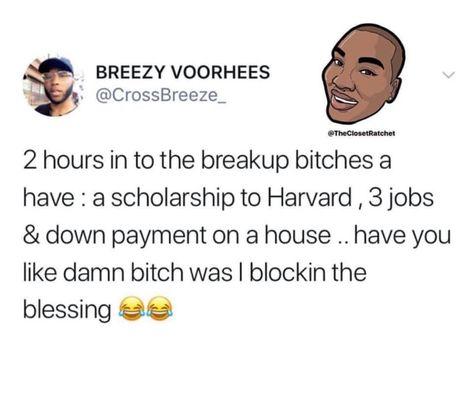 BREEZY VOORHEES
@CrossBreeze_
@TheClosetRatchet
2 hours in to the breakup bitches a
have : a scholarship to Harvard , 3 jobs
& down payment on a house .. have you
like damn bitch was I blockin the
blessing 😂😂